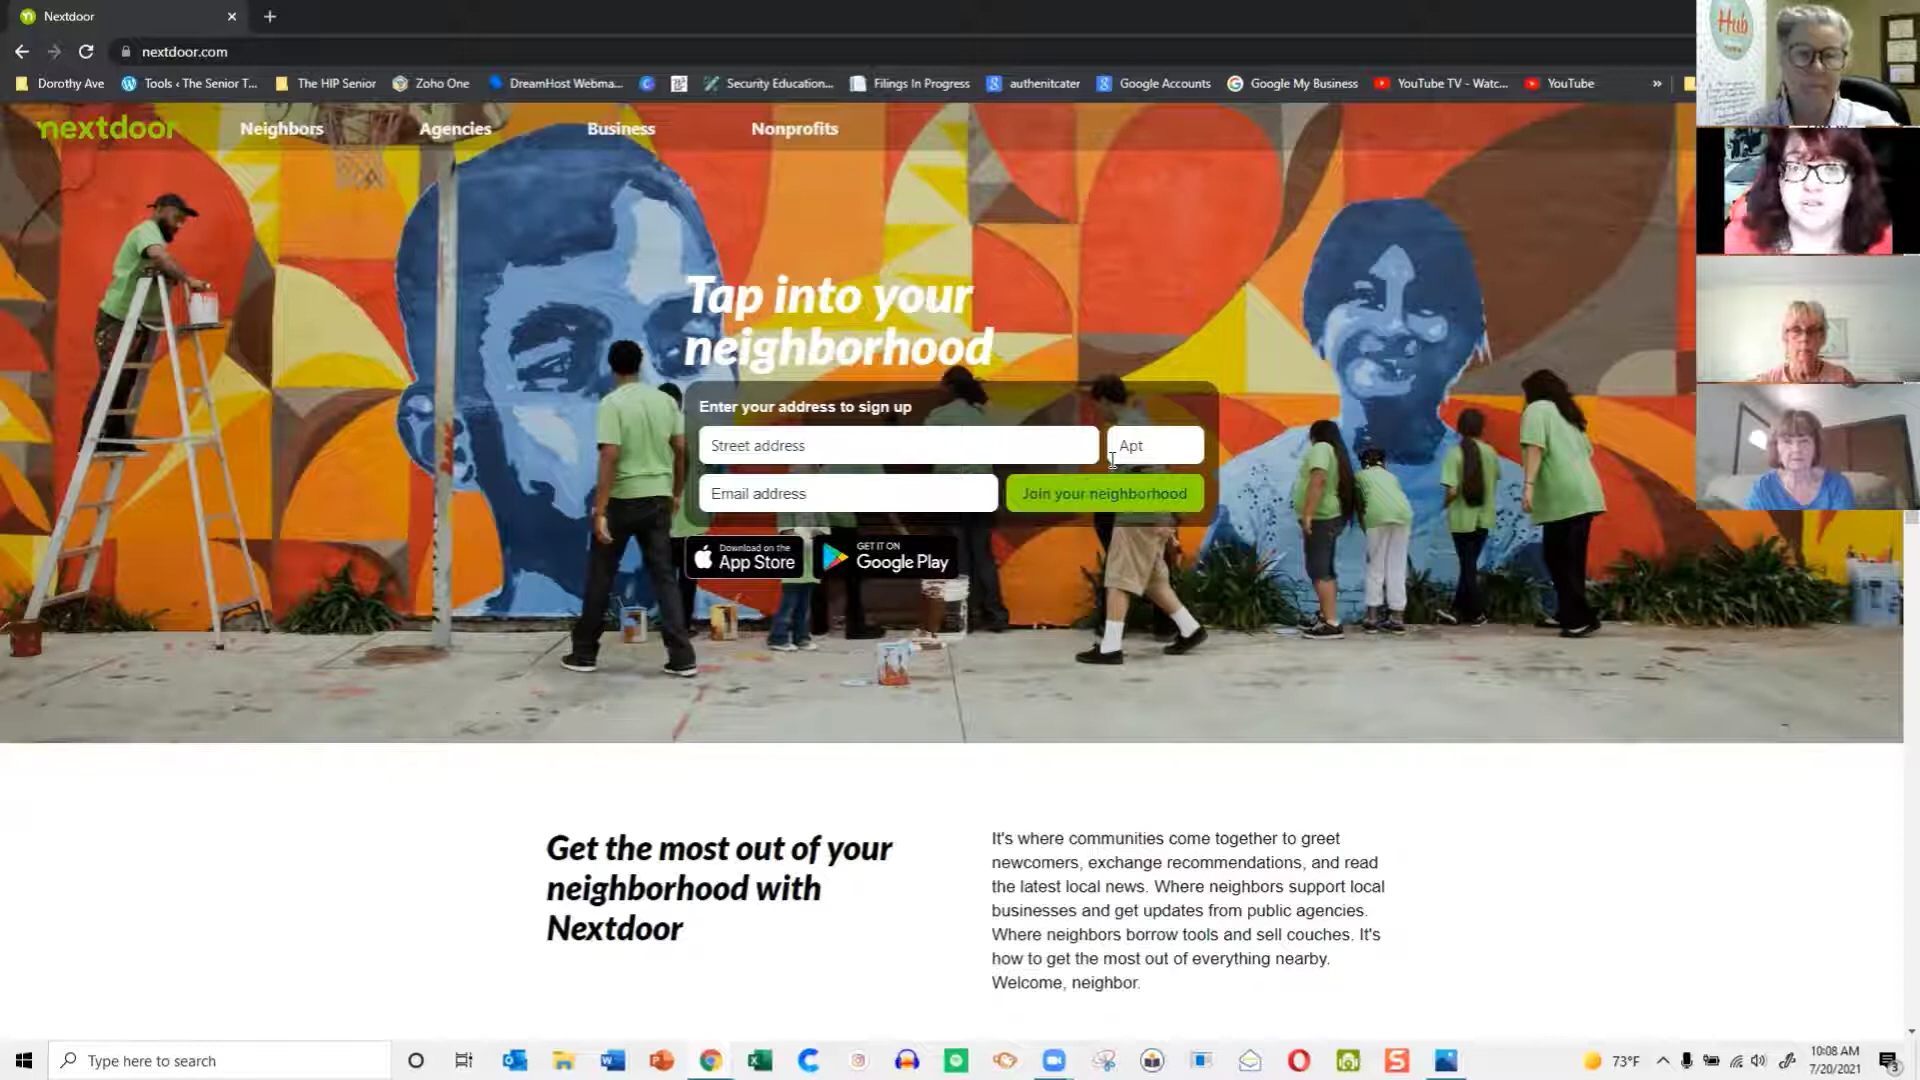 Nextdoor
nextdoor.com
Dorothy Ave
Tools ‹ The Senior T...
The HIP Senior
Zoho One
DreamHost Webma...
Security Education...
Filings In Progress
authenitcater
Google Accounts
Google My Business
YouTube TV - Watc...
YouTube
»
Hub
nextdoor
Neighbors
Agencies
Business
Nonprofits
Tap into your
neighborhood
Enter your address to sign up
Street address
Apt
Email address
Join your neighborhood
Download on the
App Store
GET IT ON
Google Play
Get the most out of your
neighborhood with
Nextdoor
It's where communities come together to greet
newcomers, exchange recommendations, and read
the latest local news. Where neighbors support local
businesses and get updates from public agencies.
Where neighbors borrow tools and sell couches. It's
how to get the most out of everything nearby.
Welcome, neighbor.
Type here to search
73°F
10:08 AM
7/20/2021
3